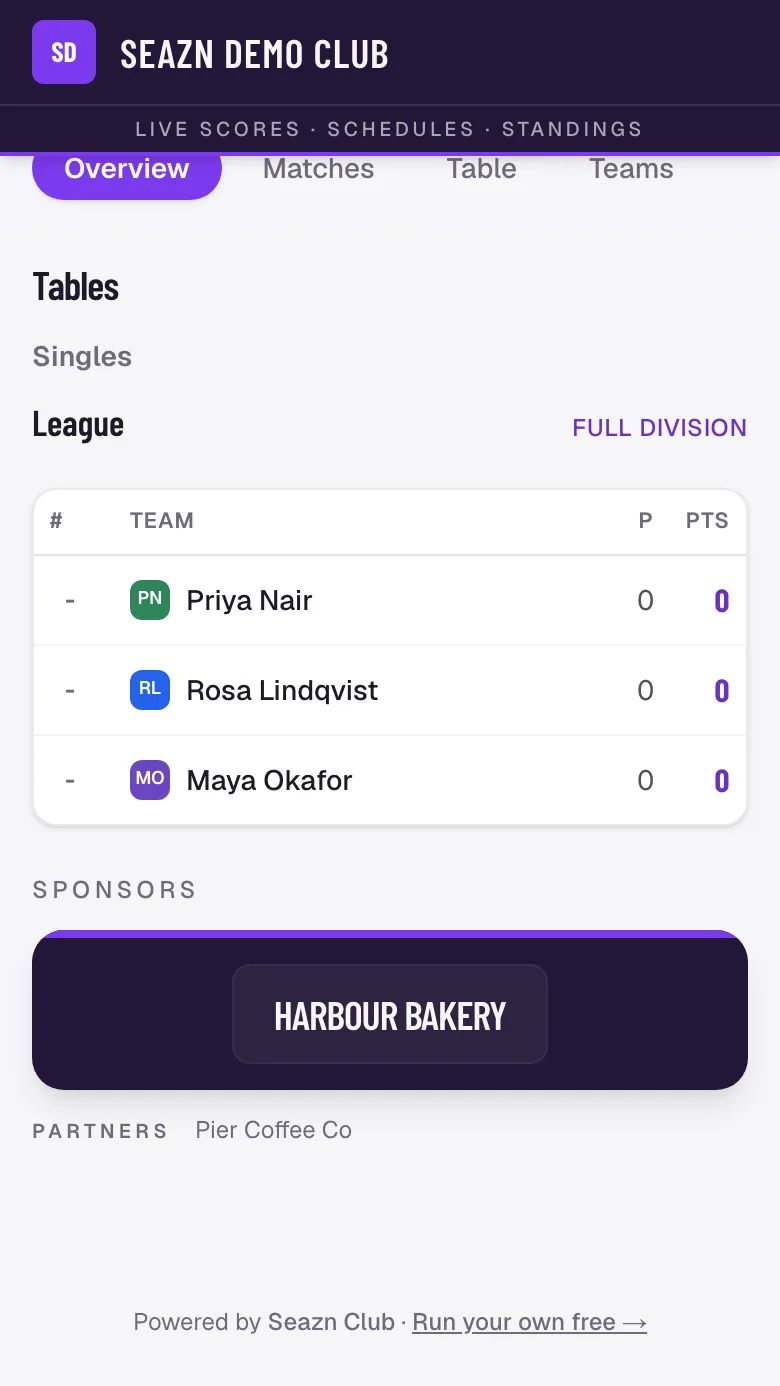 SD SEAZN DEMO CLUB
LIVE SCORES · SCHEDULES · STANDINGS
Overview Matches Table Teams
Tables
Singles
League FULL DIVISION
# TEAM P PTS
- PN Priya Nair 0 0
- RL Rosa Lindqvist 0 0
- MO Maya Okafor 0 0
SPONSORS
HARBOUR BAKERY
PARTNERS Pier Coffee Co
Powered by Seazn Club · Run your own free →